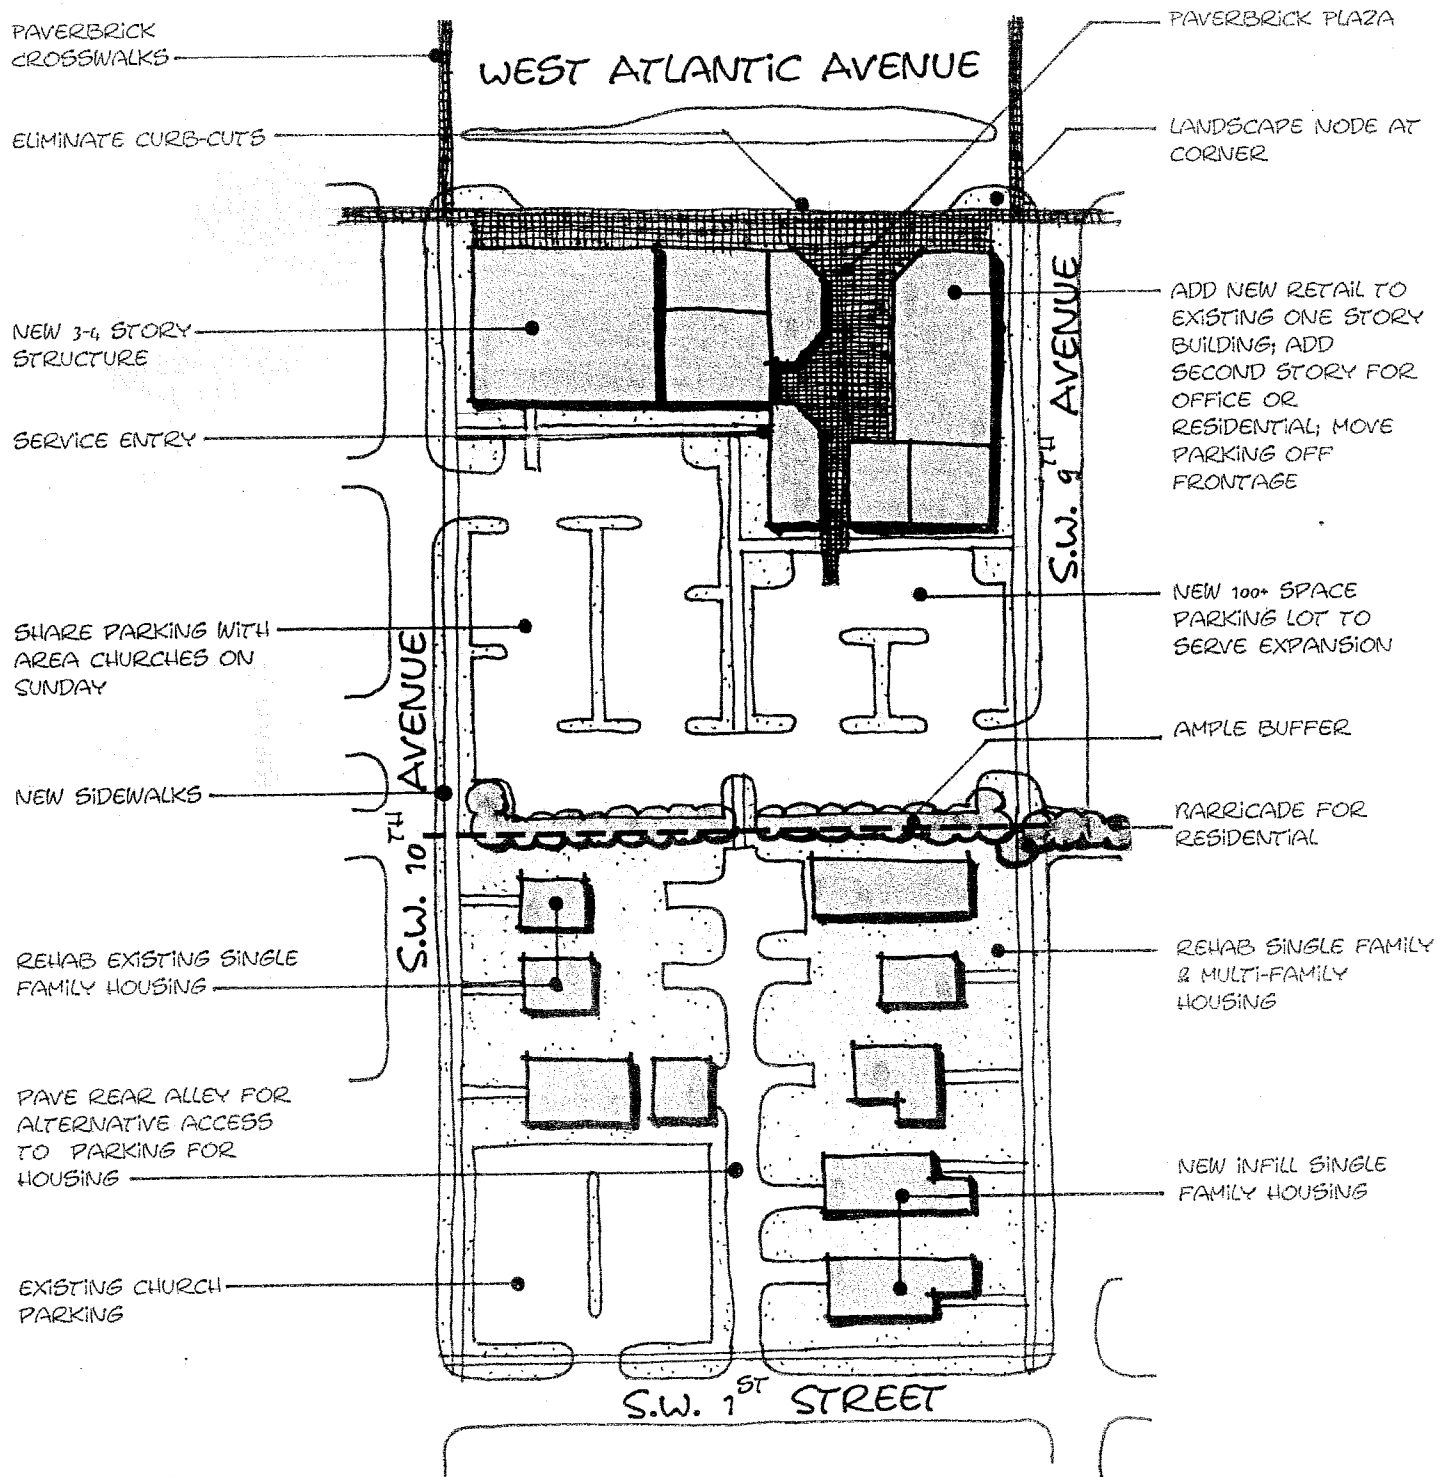 PAVERBRICK
CROSSWALKS
ELIMINATE CURB-CUTS
NEW 3-4 STORY
STRUCTURE
SERVICE ENTRY
SHARE PARKING WITH
AREA CHURCHES ON
SUNDAY
NEW SIDEWALKS
REHAB EXISTING SINGLE
FAMILY HOUSING
PAVE REAR ALLEY FOR
ALTERNATIVE ACCESS
TO PARKING FOR
HOUSING
EXISTING CHURCH
PARKING
WEST ATLANTIC AVENUE
S.W. 10TH AVENUE
S.W. 9TH AVENUE
S.W. 1ST STREET
PAVERBRICK PLAZA
LANDSCAPE NODE AT
CORNER
ADD NEW RETAIL TO
EXISTING ONE STORY
BUILDING; ADD
SECOND STORY FOR
OFFICE OR
RESIDENTIAL; MOVE
PARKING OFF
FRONTAGE
NEW 100+ SPACE
PARKING LOT TO
SERVE EXPANSION
AMPLE BUFFER
BARRICADE FOR
RESIDENTIAL
REHAB SINGLE FAMILY
& MULTI-FAMILY
HOUSING
NEW INFILL SINGLE
FAMILY HOUSING